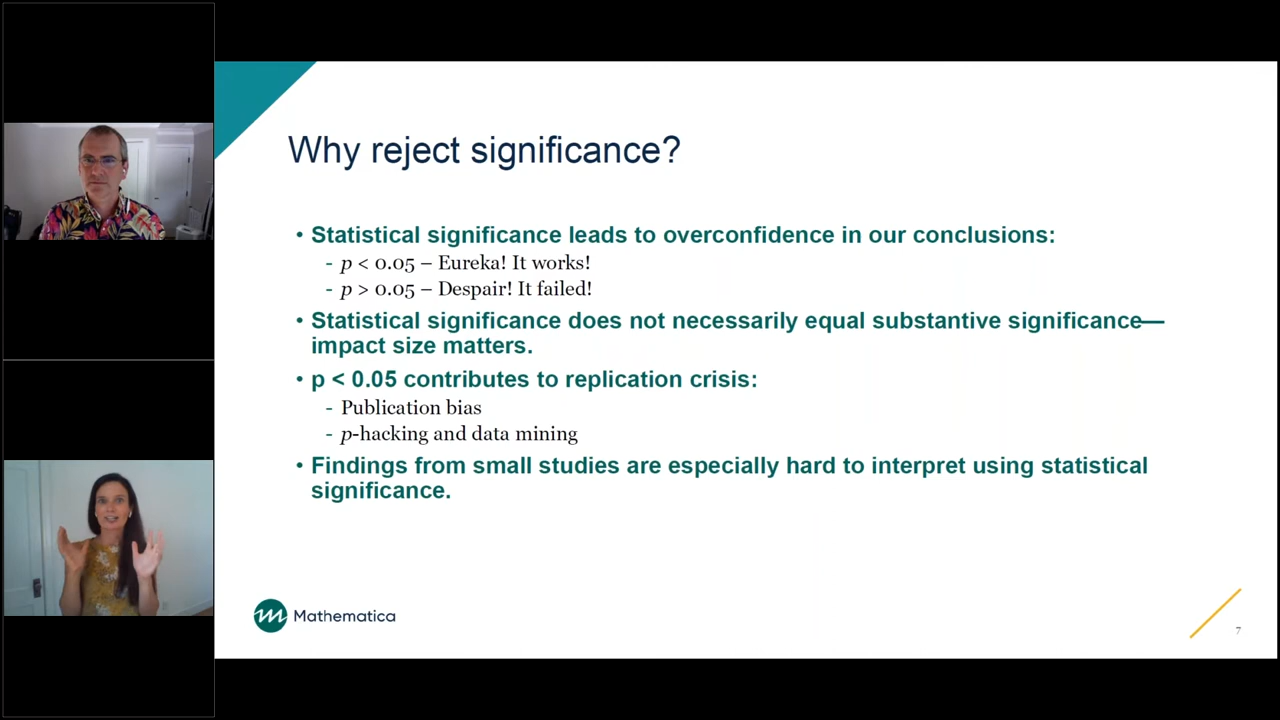 Why reject significance?
• Statistical significance leads to overconfidence in our conclusions:
- p < 0.05 – Eureka! It works!
- p > 0.05 – Despair! It failed!
• Statistical significance does not necessarily equal substantive significance—
impact size matters.
• p < 0.05 contributes to replication crisis:
- Publication bias
- p-hacking and data mining
• Findings from small studies are especially hard to interpret using statistical
significance.
Mathematica
7